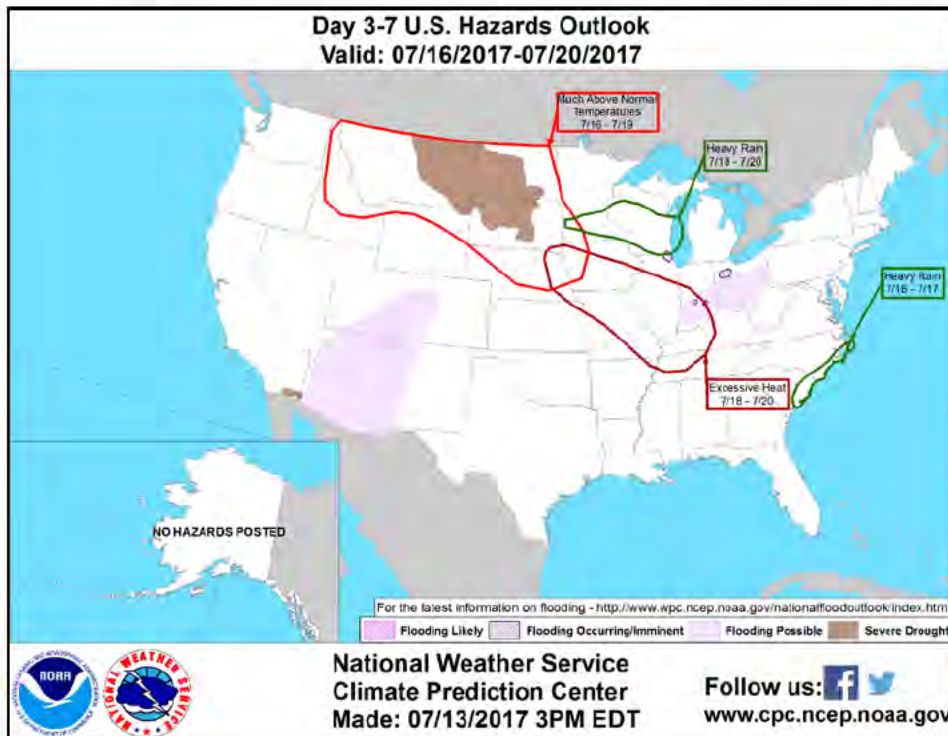 Day 3-7 U.S. Hazards Outlook
Valid: 07/16/2017-07/20/2017
Much Above Normal
Temperatures
7/16 - 7/19
Heavy Rain
7/18 - 7/20
Heavy Rain
7/16 - 7/17
Excessive Heat
7/18 - 7/20
NO HAZARDS POSTED
For the latest information on flooding - http://www.wpc.ncep.noaa.gov/nationalfloodoutlook/index.htm
Flooding Likely
Flooding Occurring/Imminent
Flooding Possible
Severe Drought
NOAA
NATIONAL WEATHER SERVICE
National Weather Service
Climate Prediction Center
Made: 07/13/2017 3PM EDT
Follow us:
www.cpc.ncep.noaa.gov